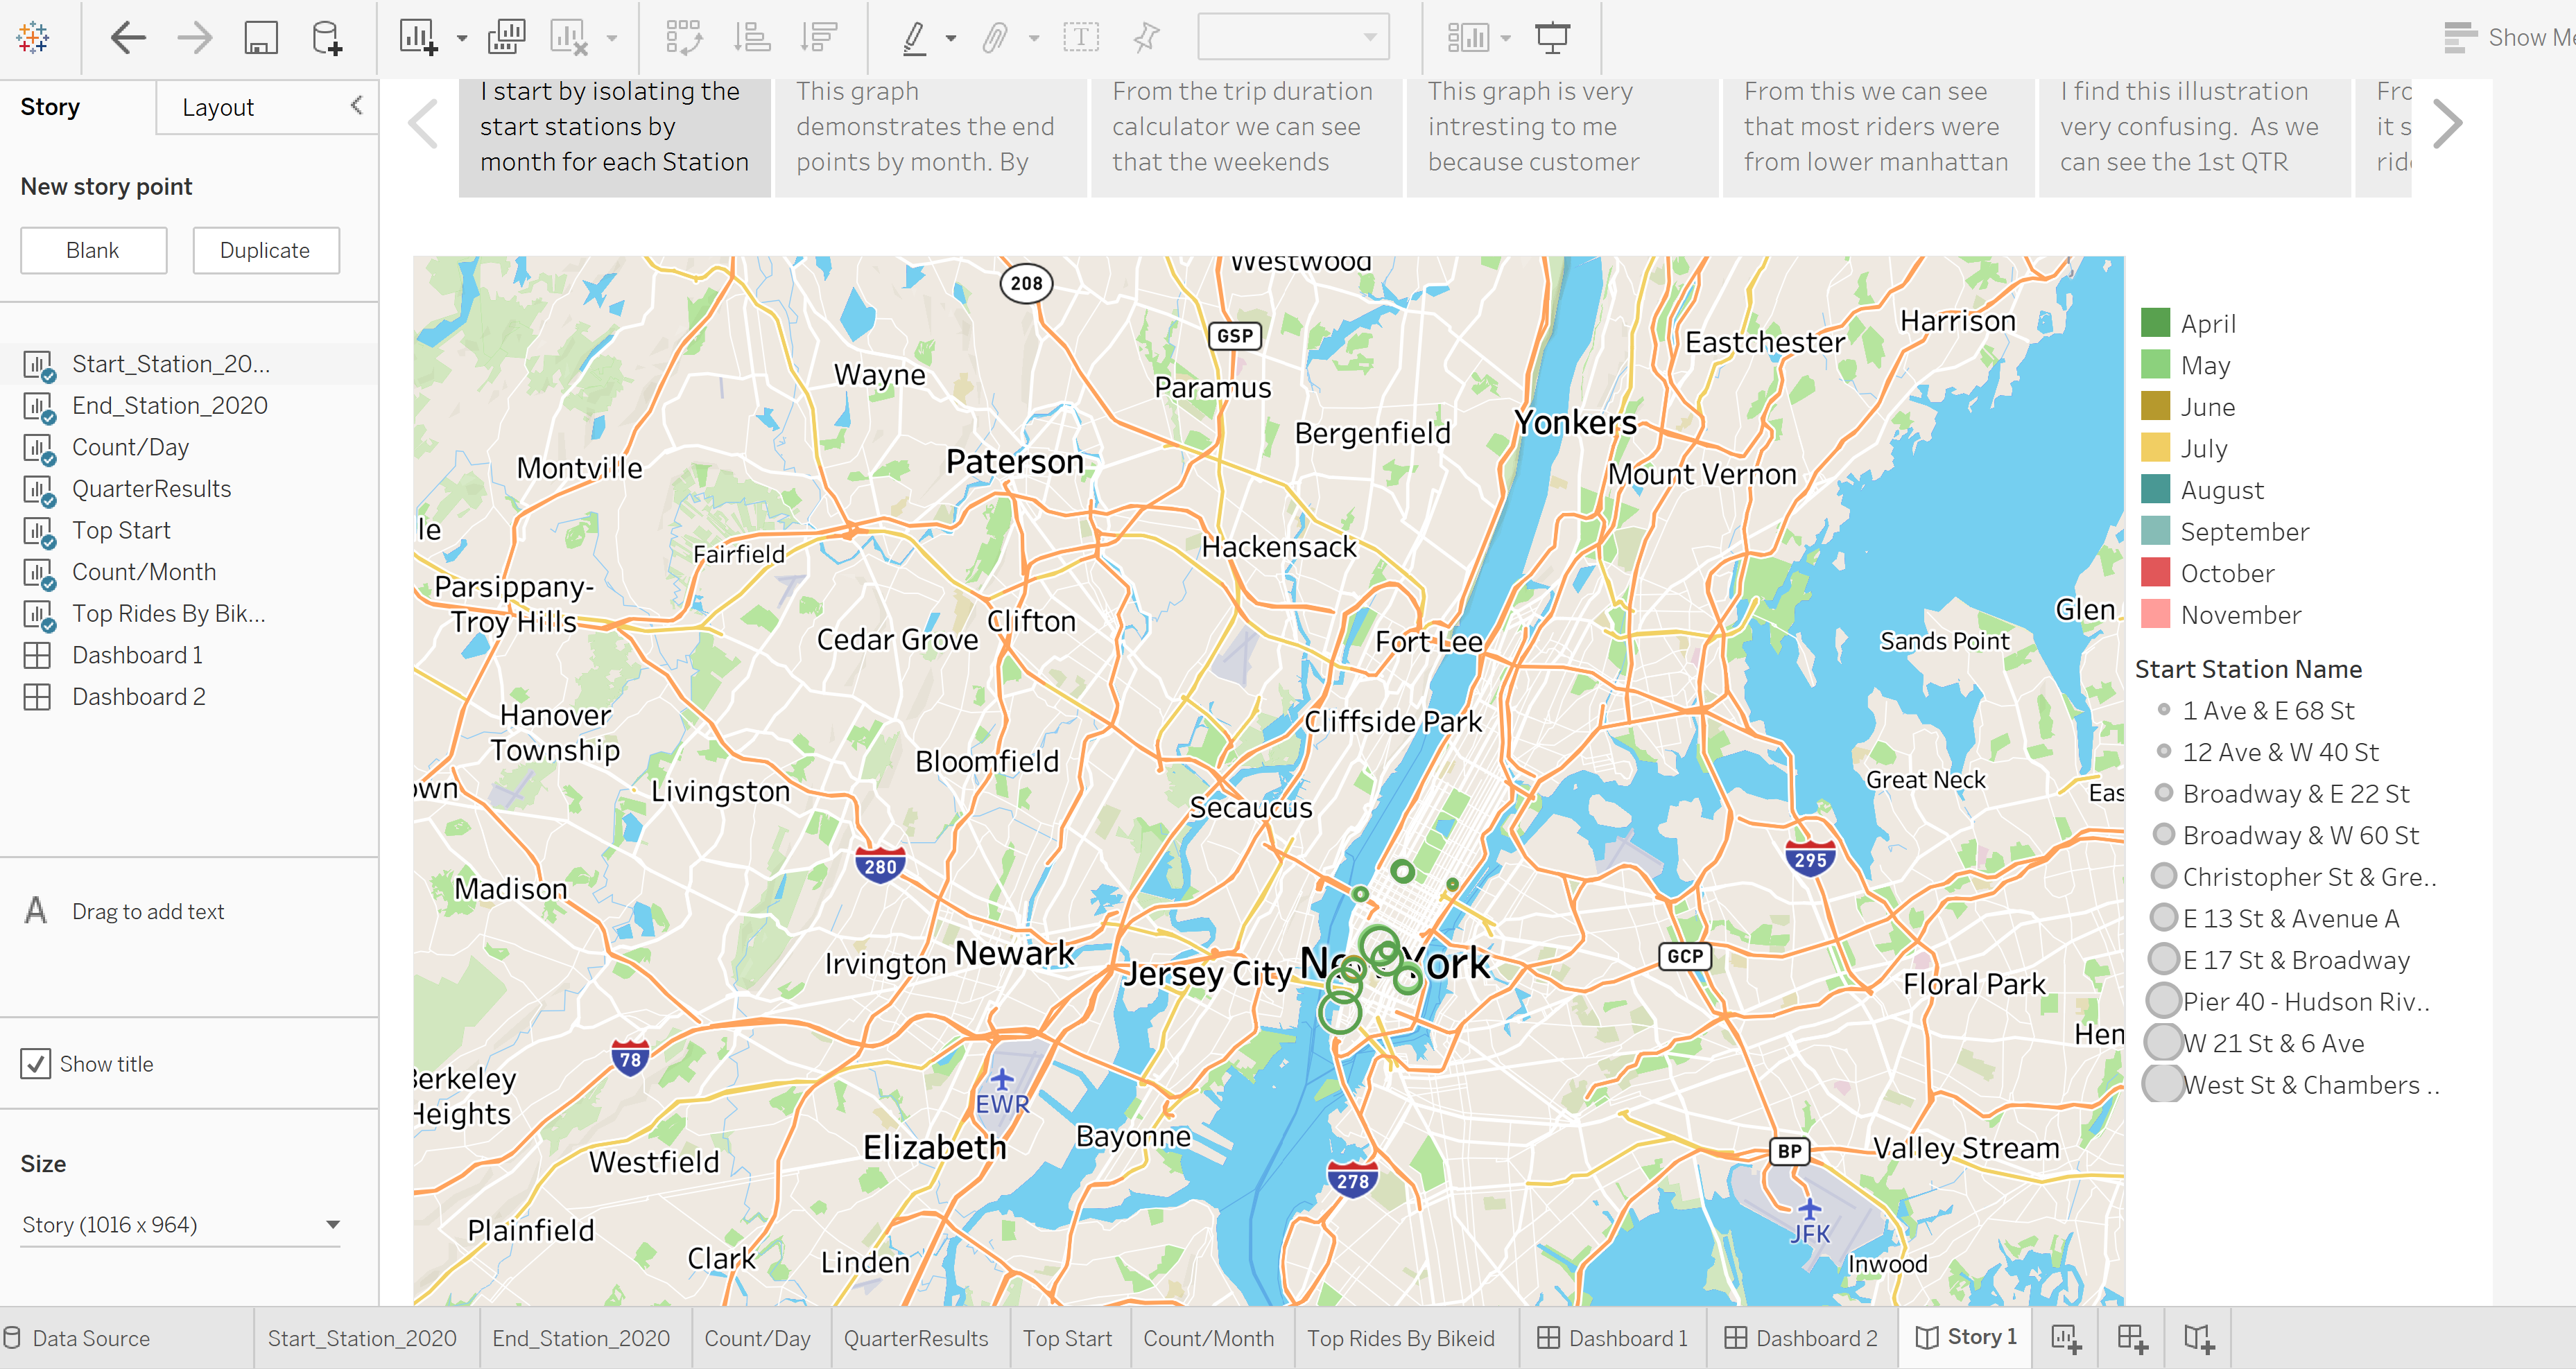 Show Me
Story
Layout
New story point
Blank
Duplicate
Start_Station_20...
End_Station_2020
Count/Day
QuarterResults
Top Start
Count/Month
Top Rides By Bik...
Dashboard 1
Dashboard 2
A Drag to add text
Show title
Size
Story (1016 x 964)
I start by isolating the
start stations by
month for each Station
This graph
demonstrates the end
points by month. By
From the trip duration
calculator we can see
that the weekends
This graph is very
intresting to me
because customer
From this we can see
that most riders were
from lower manhattan
I find this illustration
very confusing. As we
can see the 1st QTR
Westwood
208
GSP
Harrison
Eastchester
Wayne
Paramus
Yonkers
Bergenfield
Paterson
Montville
Mount Vernon
le
Fairfield
Hackensack
Parsippany-
Troy Hills
Clifton
Glen
Cedar Grove
Fort Lee
Sands Point
Hanover
Township
Cliffside Park
Bloomfield
own
Livingston
Great Neck
Eas
Secaucus
280
295
Madison
Newark
Irvington
Jersey City
New York
GCP
Floral Park
Hen
78
Berkeley
Heights
EWR
Elizabeth
Bayonne
BP
Valley Stream
Westfield
278
JFK
Plainfield
Clark
Linden
Inwood
April
May
June
July
August
September
October
November
Start Station Name
1 Ave & E 68 St
12 Ave & W 40 St
Broadway & E 22 St
Broadway & W 60 St
Christopher St & Gre..
E 13 St & Avenue A
E 17 St & Broadway
Pier 40 - Hudson Riv..
W 21 St & 6 Ave
West St & Chambers ..
Data Source
Start_Station_2020
End_Station_2020
Count/Day
QuarterResults
Top Start
Count/Month
Top Rides By Bikeid
Dashboard 1
Dashboard 2
Story 1